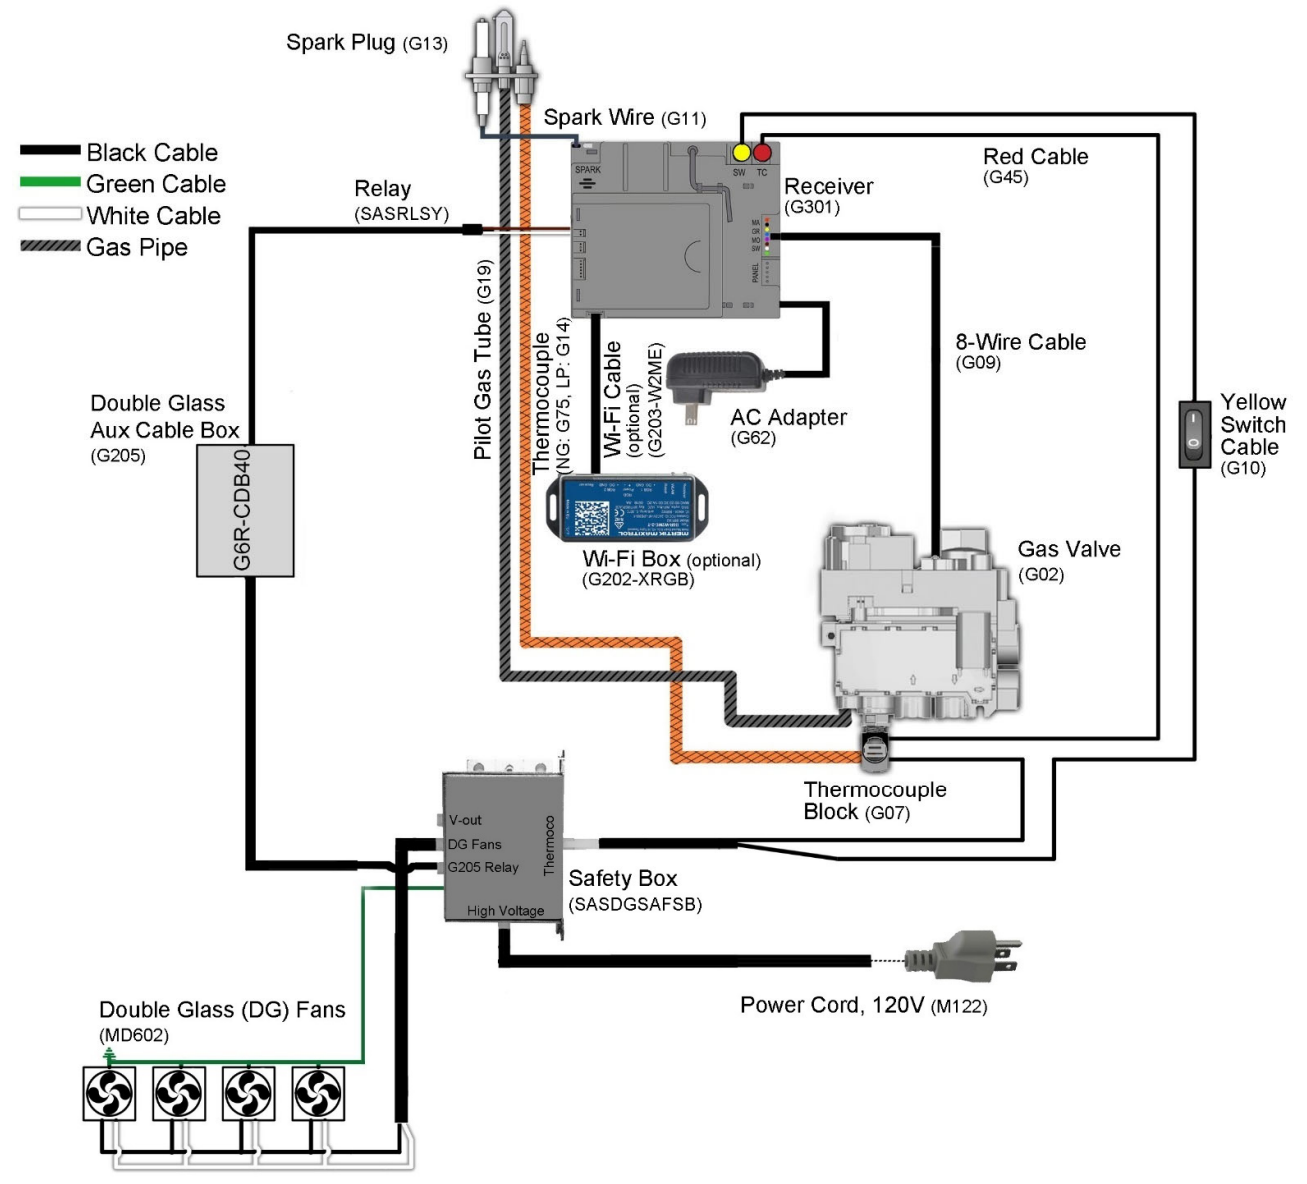 Spark Plug (G13)
Spark Wire (G11)
Black Cable
Green Cable
White Cable
Gas Pipe
Relay
(SASRLSY)
SPARK
SW
TC
Receiver
(G301)
MA
GR
MO
SW
PANEL
Red Cable
(G45)
Pilot Gas Tube (G19)
Thermocouple
(NG: G75, LP: G14)
Wi-Fi Cable
(optional)
(G203-W2ME)
AC Adapter
(G62)
8-Wire Cable
(G09)
Yellow
Switch
Cable
(G10)
Double Glass
Aux Cable Box
(G205)
G6R-CDB40
MERTIK MAXITROL
Wi-Fi Box (optional)
(G202-XRGB)
Gas Valve
(G02)
Thermocouple
Block (G07)
V-out
DG Fans
G205 Relay
Thermoco
High Voltage
Safety Box
(SASDGSAFSB)
Power Cord, 120V (M122)
Double Glass (DG) Fans
(MD602)